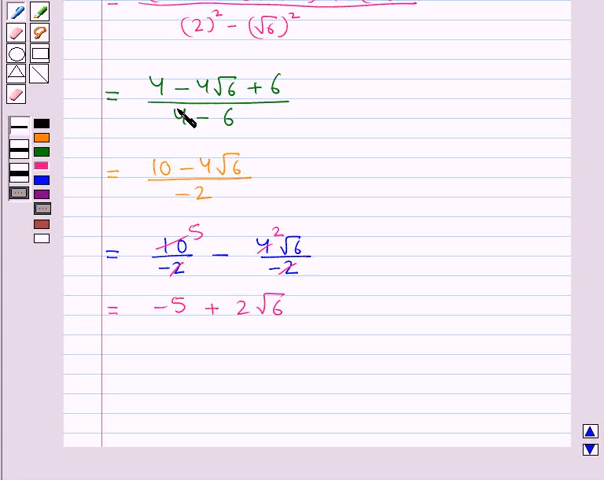 (2)² − (√6)²
= 4 − 4√6 + 6
4 − 6
= 10 − 4√6
−2
= 10 5 − 4 2 √6
−2 −2
= −5 + 2√6